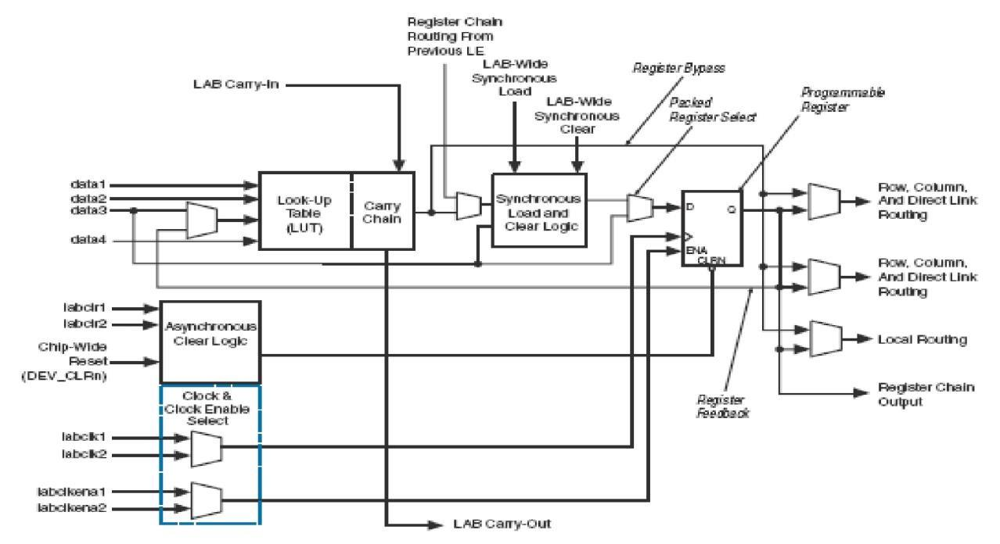 Register Chain
Routing From
Previous LE
LAB-Wide
Synchronous
Load
LAB-Wide
Synchronous
Clear
Register Bypass
Packed
Register Select
Programmable
Register
LAB Carry-In
data1
data2
data3
data4
Look-Up
Table
(LUT)
Carry
Chain
Synchronous
Load and
Clear Logic
D
Q
ENA
CLRN
Row, Column,
And Direct Link
Routing
Row, Column,
And Direct Link
Routing
Local Routing
Register Chain
Output
Register
Feedback
labclr1
labclr2
Chip-Wide
Reset
(DEV_CLRn)
Asynchronous
Clear Logic
Clock &
Clock Enable
Select
labclk1
labclk2
labclkena1
labclkena2
LAB Carry-Out